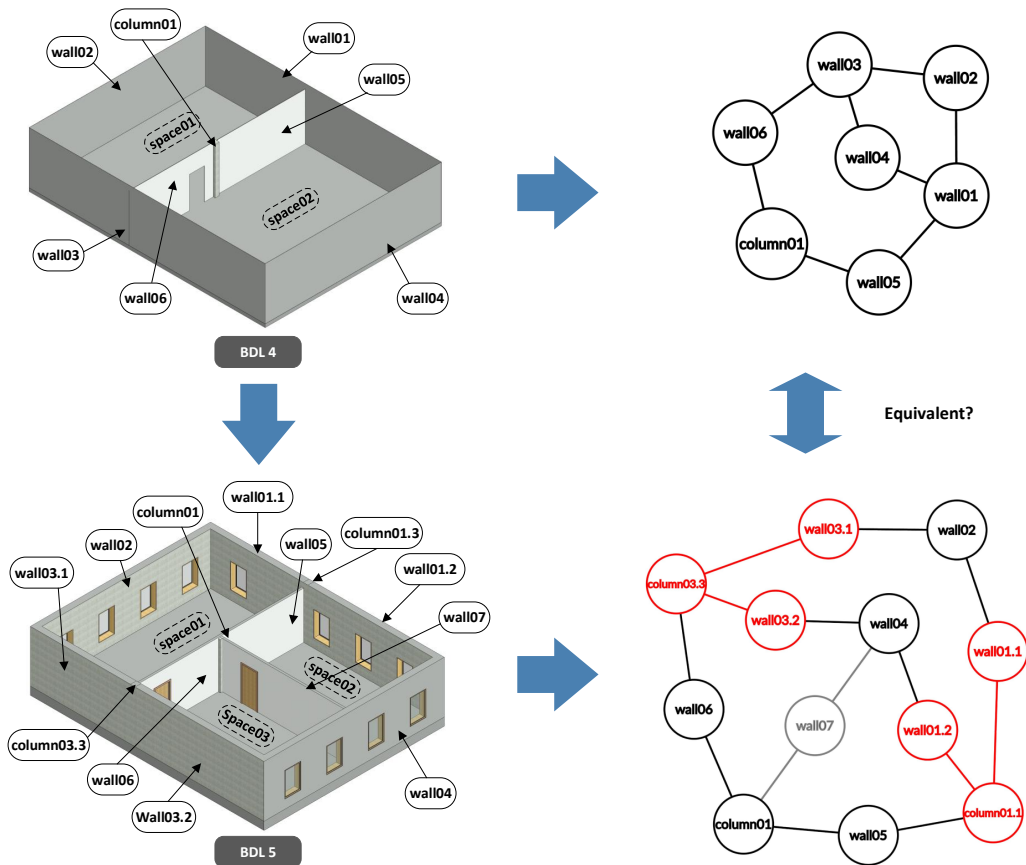 column01
wall01
wall02
wall05
space01
space02
wall03
wall06
wall04
BDL 4
wall03
wall02
wall06
wall04
wall01
column01
wall05
Equivalent?
wall01.1
column01
column01.3
wall02
wall05
wall01.2
wall03.1
wall07
space01
space02
Space03
column03.3
wall06
wall04
Wall03.2
BDL 5
wall03.1
wall02
column03.3
wall03.2
wall04
wall01.1
wall06
wall07
wall01.2
column01
wall05
column01.1